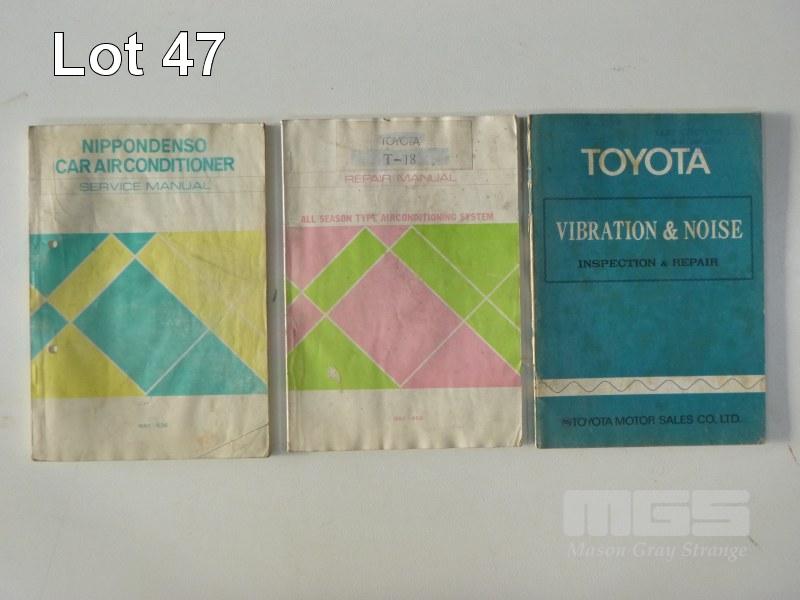 Lot 47
NIPPONDENSO
CAR AIRCONDITIONER
SERVICE MANUAL
TOYOTA
T-18
REPAIR MANUAL
ALL SEASON TYPE AIRCONDITIONING SYSTEM
TOYOTA
VIBRATION & NOISE
INSPECTION & REPAIR
TOYOTA MOTOR SALES CO., LTD.
MGS
Mason Gray Strange